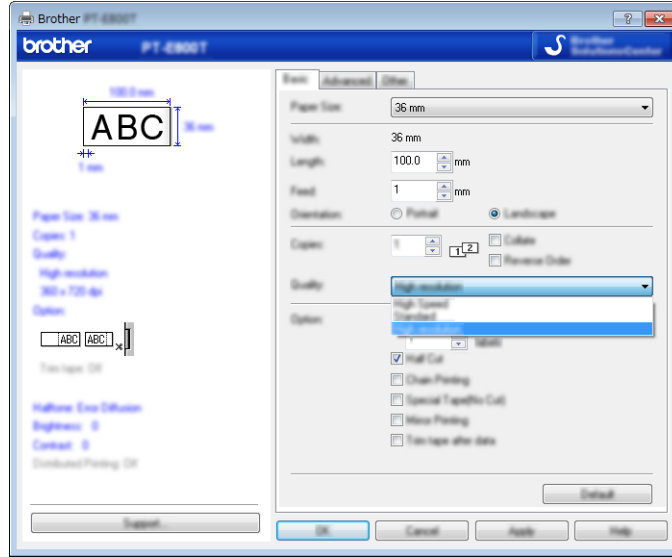 Brother PT-E800T
brother PT-E800T
Brother
SolutionsCenter
100.0 mm
ABC
36 mm
1 mm
Paper Size: 36 mm
Copies: 1
Quality:
High resolution
360 x 720 dpi
Option:
ABC ABC
Trim tape: Off
Halftone: Error Diffusion
Brightness: 0
Contrast: 0
Distributed Printing: Off
Support...
Basic Advanced Other
Paper Size: 36 mm
Width: 36 mm
Length: 100.0 mm
Feed: 1 mm
Orientation: Portrait Landscape
Copies: 1 1 2 Collate
Reverse Order
Quality: High resolution
High Speed
Standard
High resolution
Option:
labels
Half Cut
Chain Printing
Special Tape(No Cut)
Mirror Printing
Trim tape after data
Default
OK Cancel Apply Help